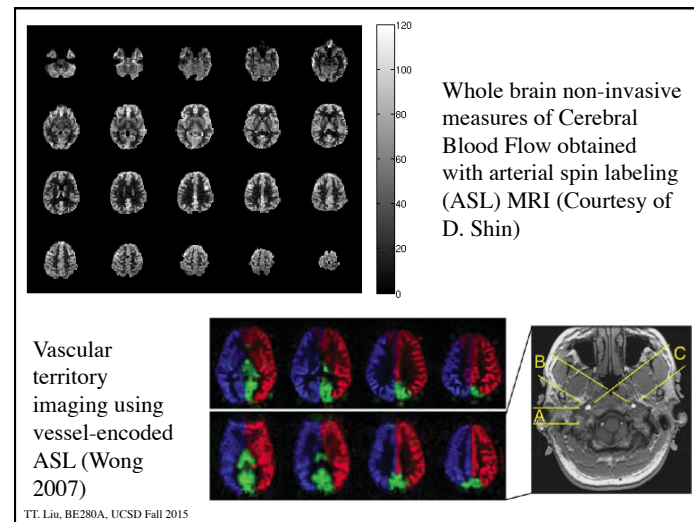 120
100
80
60
40
20
0
Whole brain non-invasive
measures of Cerebral
Blood Flow obtained
with arterial spin labeling
(ASL) MRI (Courtesy of
D. Shin)
Vascular
territory
imaging using
vessel-encoded
ASL (Wong
2007)
B
C
A
TT. Liu, BE280A, UCSD Fall 2015